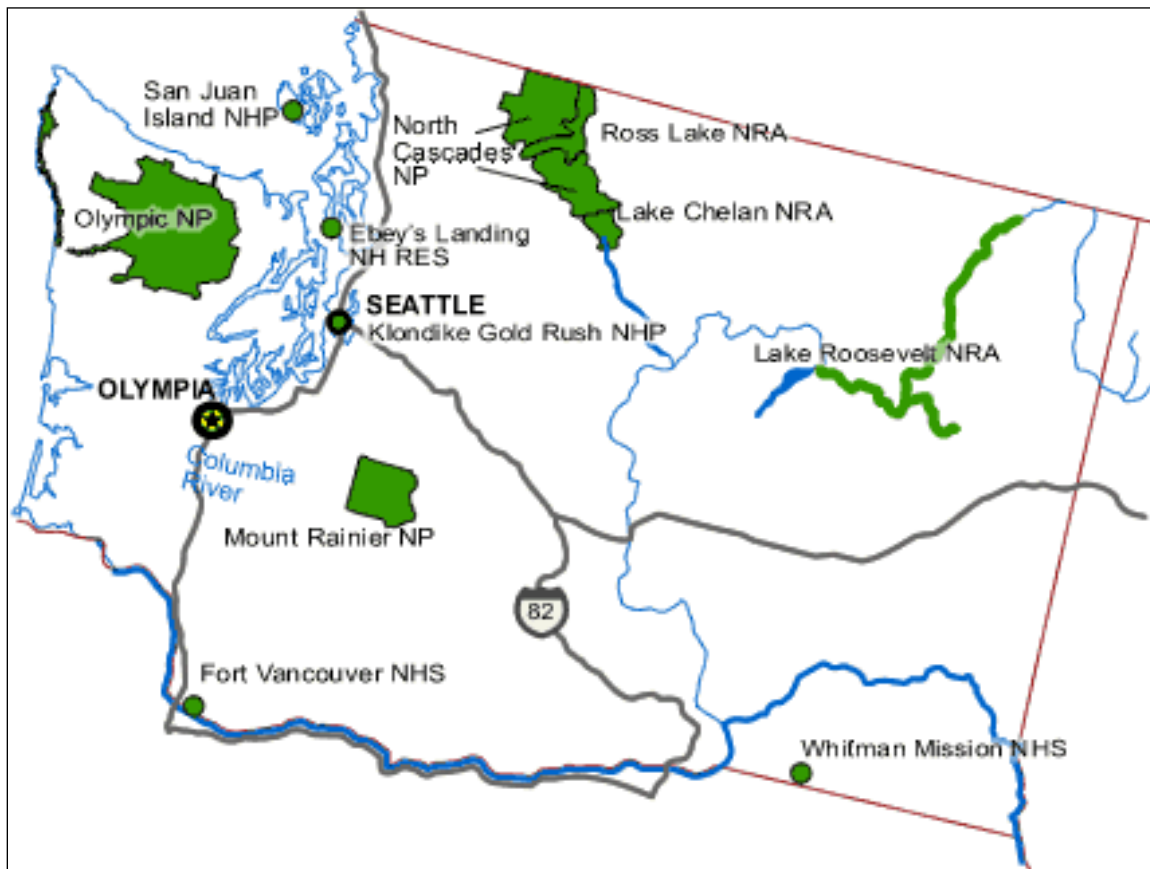 San Juan
Island NHP
North
Cascades
NP
Ross Lake NRA
Olympic NP
Lake Chelan NRA
Ebey's Landing
NH RES
SEATTLE
Klondike Gold Rush NHP
Lake Roosevelt NRA
OLYMPIA
Columbia
River
Mount Rainier NP
82
Fort Vancouver NHS
Whitman Mission NHS